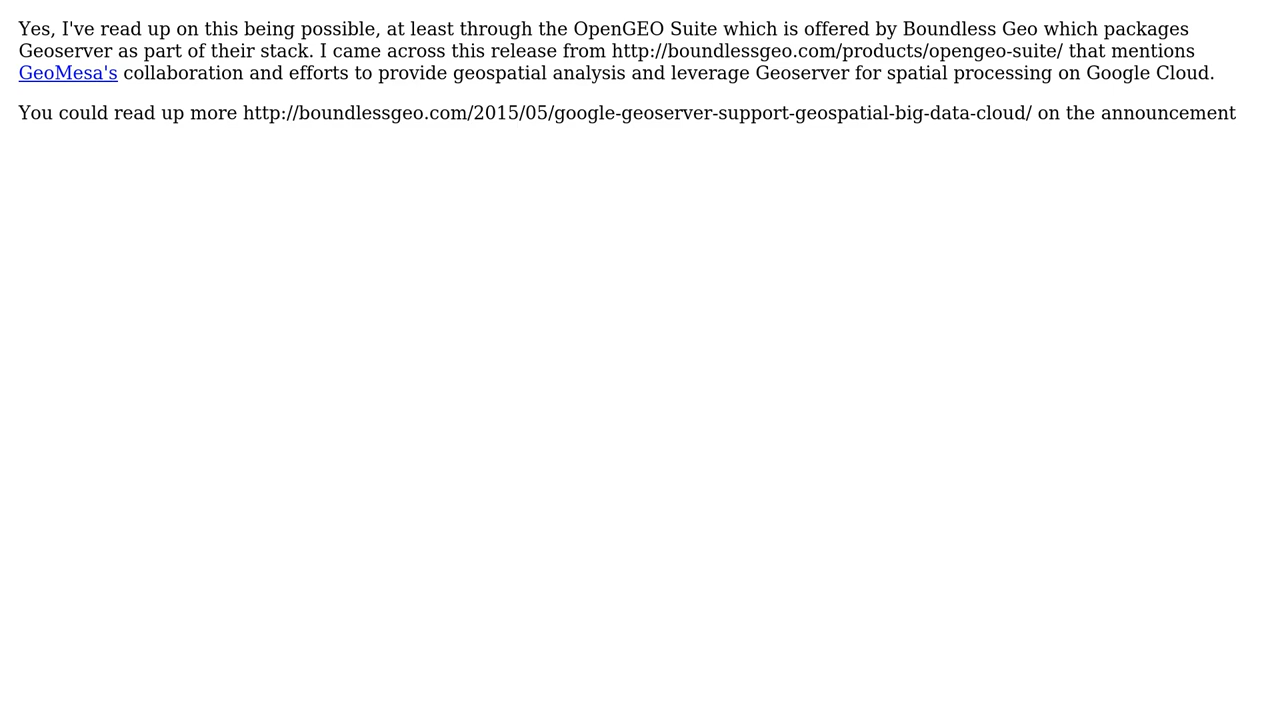 Yes, I've read up on this being possible, at least through the OpenGEO Suite which is offered by Boundless Geo which packages
Geoserver as part of their stack. I came across this release from http://boundlessgeo.com/products/opengeo-suite/ that mentions
GeoMesa's collaboration and efforts to provide geospatial analysis and leverage Geoserver for spatial processing on Google Cloud.
You could read up more http://boundlessgeo.com/2015/05/google-geoserver-support-geospatial-big-data-cloud/ on the announcement